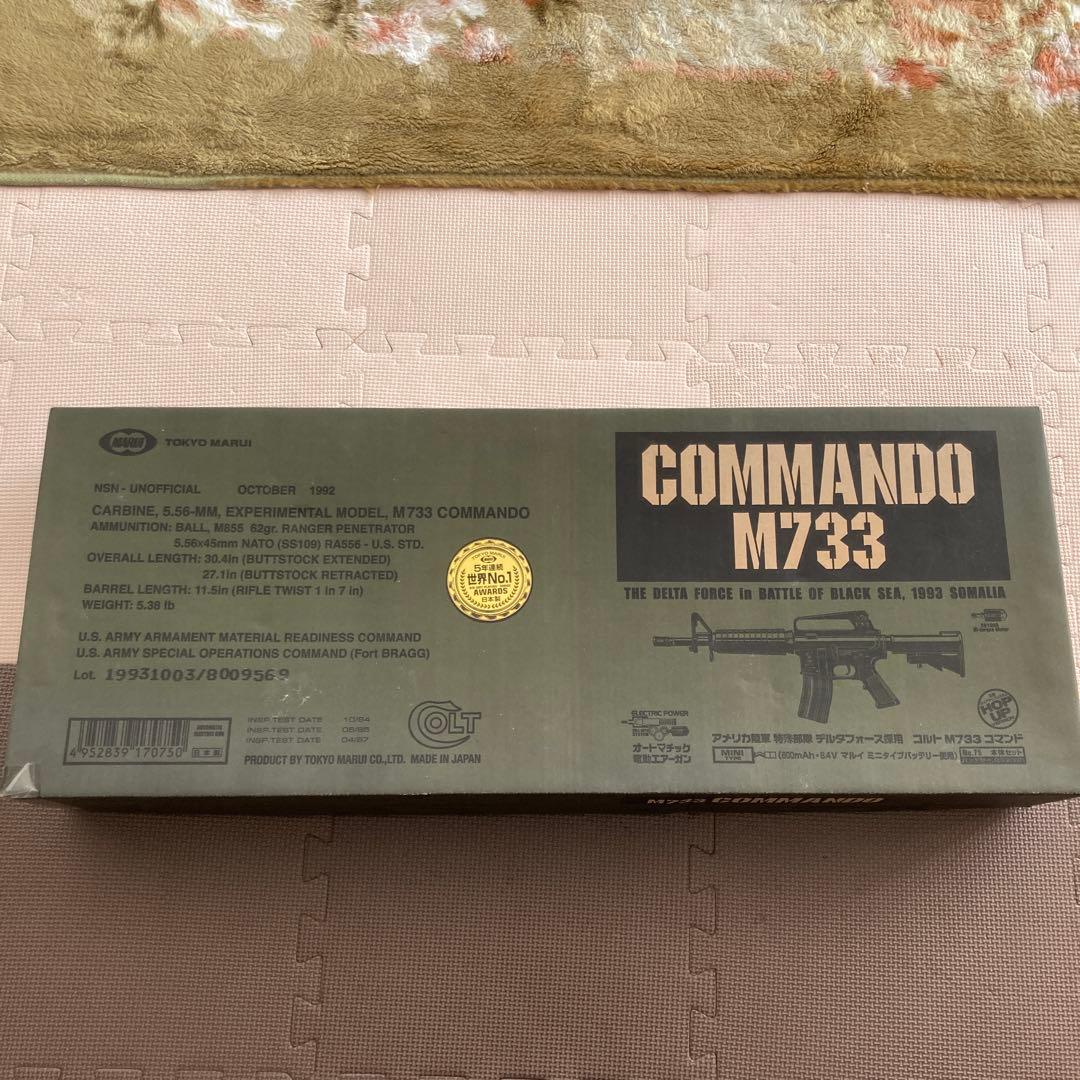 MARUI TOKYO MARUI
NSN - UNOFFICIAL OCTOBER 1992
CARBINE, 5.56-MM, EXPERIMENTAL MODEL, M733 COMMANDO
AMMUNITION: BALL, M855 62gr. RANGER PENETRATOR
5.56x45mm NATO (SS109) RA556 - U.S. STD.
OVERALL LENGTH: 30.4in (BUTTSTOCK EXTENDED)
27.1in (BUTTSTOCK RETRACTED)
BARREL LENGTH: 11.5in (RIFLE TWIST 1 in 7 in)
WEIGHT: 5.38 lb
U.S. ARMY ARMAMENT MATERIAL READINESS COMMAND
U.S. ARMY SPECIAL OPERATIONS COMMAND (Fort BRAGG)
Lot. 19931003/8009569
4952839170750
日本製
INSP.TEST DATE 10/84
INSP.TEST DATE
INSP.TEST DATE 04/87
COLT
PRODUCT BY TOKYO MARUI CO.,LTD. MADE IN JAPAN
TOKYO MARUI
5年連続
世界No.1
AWARDS
日本製
COMMANDO
M733
THE DELTA FORCE in BATTLE OF BLACK SEA, 1993 SOMALIA
HOP UP
ELECTRIC POWER
オートマチック
電動エアーガン
アメリカ陸軍 特殊部隊 デルタフォース採用 コルト M733 コマンド
MINI TYPE
(600mAh・8.4V マルイ ミニタイプバッテリー使用)
No.75 本体セット
M733 COMMANDO